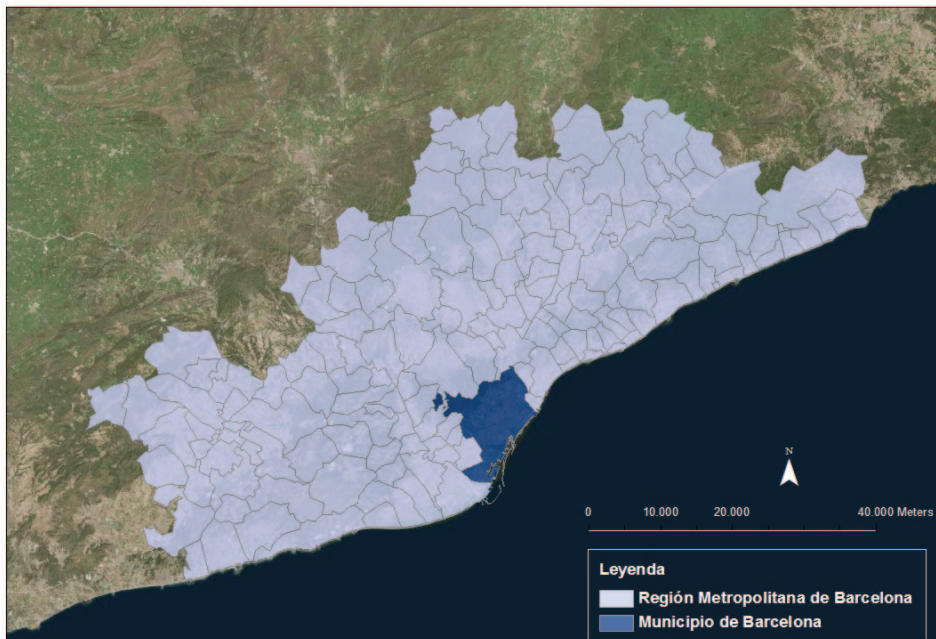 N
0 10.000 20.000 40.000 Meters
Leyenda
Región Metropolitana de Barcelona
Municipio de Barcelona